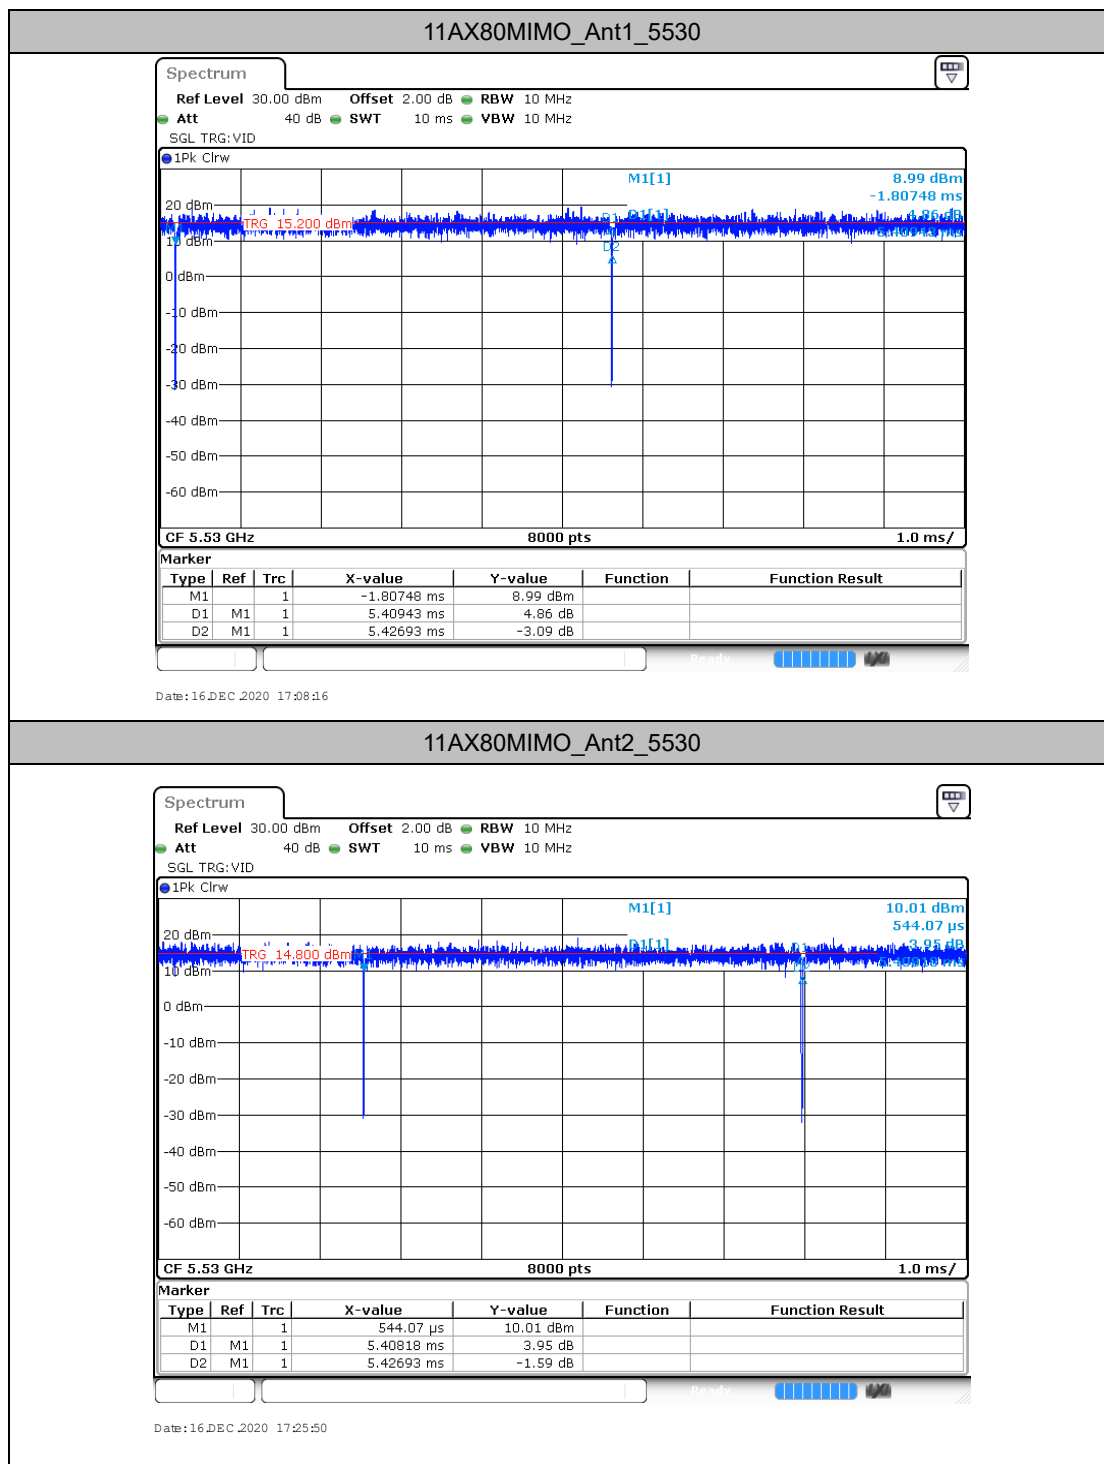 11AX80MIMO_Ant1_5530
Spectrum
Ref Level 30.00 dBm Offset 2.00 dB RBW 10 MHz
Att 40 dB SWT 10 ms VBW 10 MHz
SGL TRG:VID
1Pk Clrw
M1[1] 8.99 dBm
-1.80748 ms
20 dBm
D1 D1[1] 4.86 dB
TRG 15.200 dBm
10 dBm
D2
0 dBm
-10 dBm
-20 dBm
-30 dBm
-40 dBm
-50 dBm
-60 dBm
CF 5.53 GHz 8000 pts 1.0 ms/
Marker
Type Ref Trc X-value Y-value Function Function Result
M1 1 -1.80748 ms 8.99 dBm
D1 M1 1 5.40943 ms 4.86 dB
D2 M1 1 5.42693 ms -3.09 dB
Ready
Date:16.DEC.2020 17:08:16
11AX80MIMO_Ant2_5530
Spectrum
Ref Level 30.00 dBm Offset 2.00 dB RBW 10 MHz
Att 40 dB SWT 10 ms VBW 10 MHz
SGL TRG:VID
1Pk Clrw
M1[1] 10.01 dBm
544.07 µs
20 dBm
D1[1] 3.95 dB
TRG 14.800 dBm
10 dBm
0 dBm
-10 dBm
-20 dBm
-30 dBm
-40 dBm
-50 dBm
-60 dBm
CF 5.53 GHz 8000 pts 1.0 ms/
Marker
Type Ref Trc X-value Y-value Function Function Result
M1 1 544.07 µs 10.01 dBm
D1 M1 1 5.40818 ms 3.95 dB
D2 M1 1 5.42693 ms -1.59 dB
Ready
Date:16.DEC.2020 17:25:50